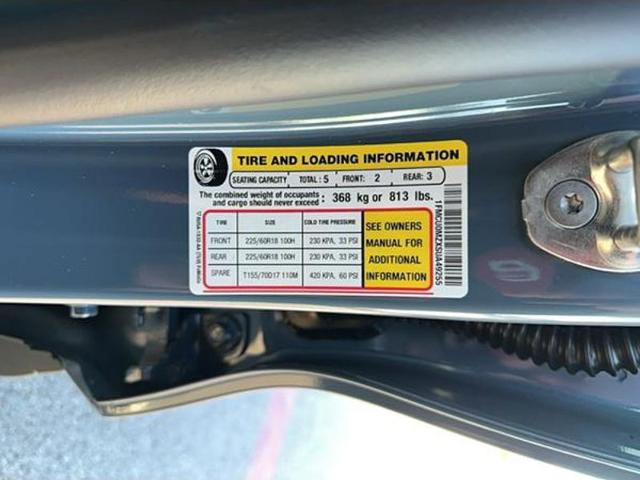 TIRE AND LOADING INFORMATION
SEATING CAPACITY TOTAL : 5 FRONT: 2 REAR: 3
The combined weight of occupants and cargo should never exceed : 368 kg or 813 lbs.
TIRE SIZE COLD TIRE PRESSURE
FRONT 225/60R18 100H 230 KPA, 33 PSI
REAR 225/60R18 100H 230 KPA, 33 PSI
SPARE T155/70D17 110M 420 KPA, 60 PSI
SEE OWNERS
MANUAL FOR
ADDITIONAL
INFORMATION
1FMCU0MZXSUA49255